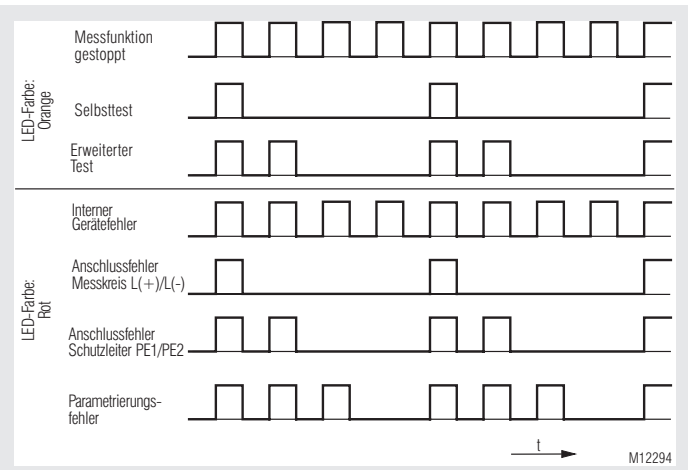 LED-Farbe:
Orange
Messfunktion
gestoppt
Selbsttest
Erweiterter
Test
LED-Farbe:
Rot
Interner
Gerätefehler
Anschlussfehler
Messkreis L(+)/L(-)
Anschlussfehler
Schutzleiter PE1/PE2
Parametrierungs-
fehler
t
M12294